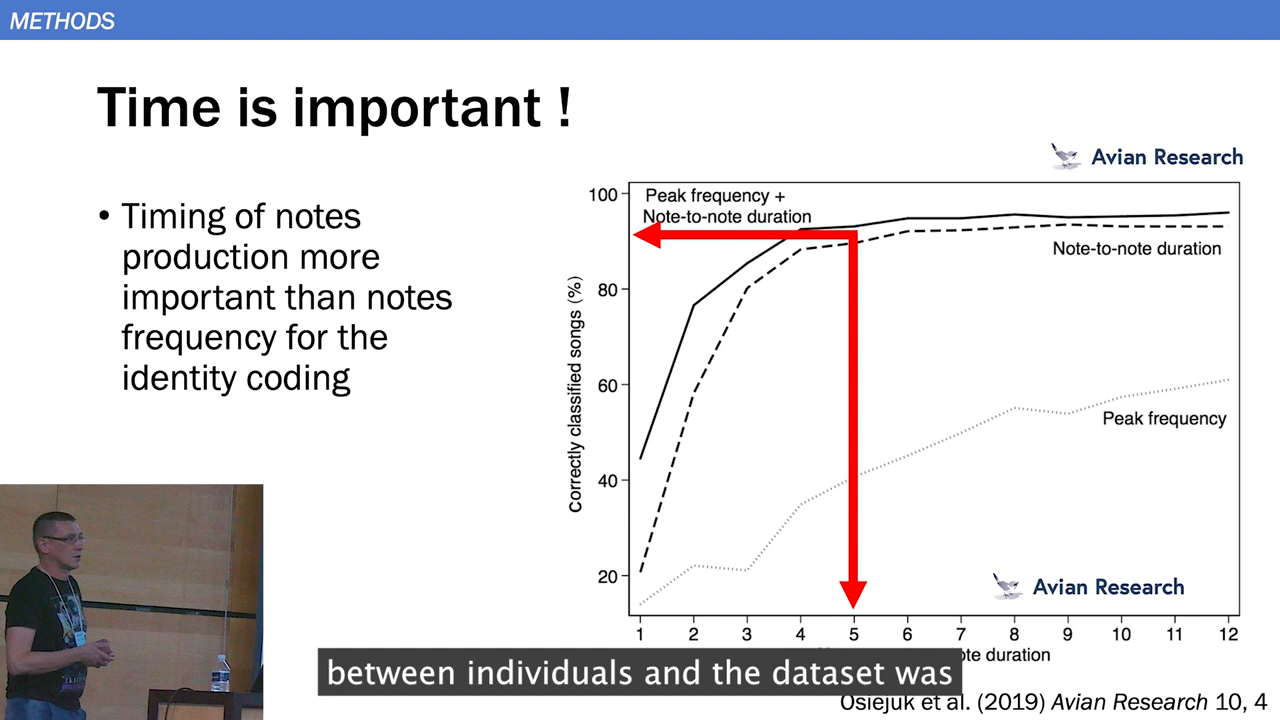 METHODS
Time is important !
• Timing of notes
production more
important than notes
frequency for the
identity coding
Avian Research
Peak frequency +
Note-to-note duration
Note-to-note duration
Peak frequency
Avian Research
Correctly classified songs (%)
100
80
60
40
20
1 2 3 4 5 6 7 8 9 10 11 12
duration
between individuals and the dataset was
Osiejuk et al. (2019) Avian Research 10, 4